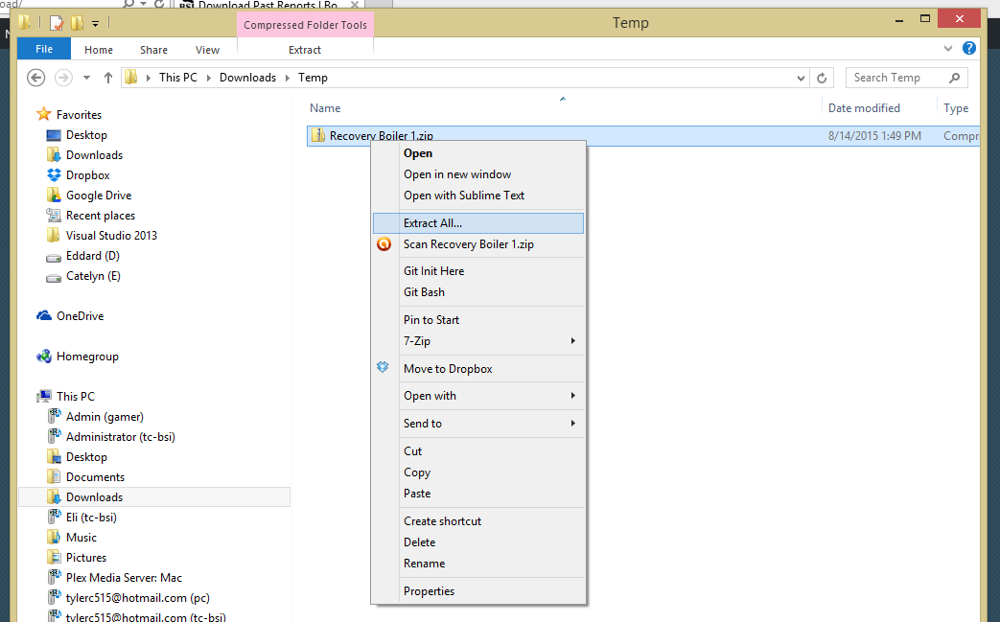 oad/
BSI Download Past Reports | Bo
Compressed Folder Tools
Temp
File
Home
Share
View
Extract
This PC
Downloads
Temp
Search Temp
Name
Date modified
Type
Favorites
Desktop
Downloads
Dropbox
Google Drive
Recent places
Visual Studio 2013
Eddard (D)
Catelyn (E)
OneDrive
Homegroup
This PC
Admin (gamer)
Administrator (tc-bsi)
Desktop
Documents
Downloads
Eli (tc-bsi)
Music
Pictures
Plex Media Server: Mac
tylerc515@hotmail.com (pc)
tylerc515@hotmail.com (tc-bsi)
Recovery Boiler 1.zip
8/14/2015 1:49 PM
Compr
Open
Open in new window
Open with Sublime Text
Extract All...
Scan Recovery Boiler 1.zip
Git Init Here
Git Bash
Pin to Start
7-Zip
Move to Dropbox
Open with
Send to
Cut
Copy
Paste
Create shortcut
Delete
Rename
Properties